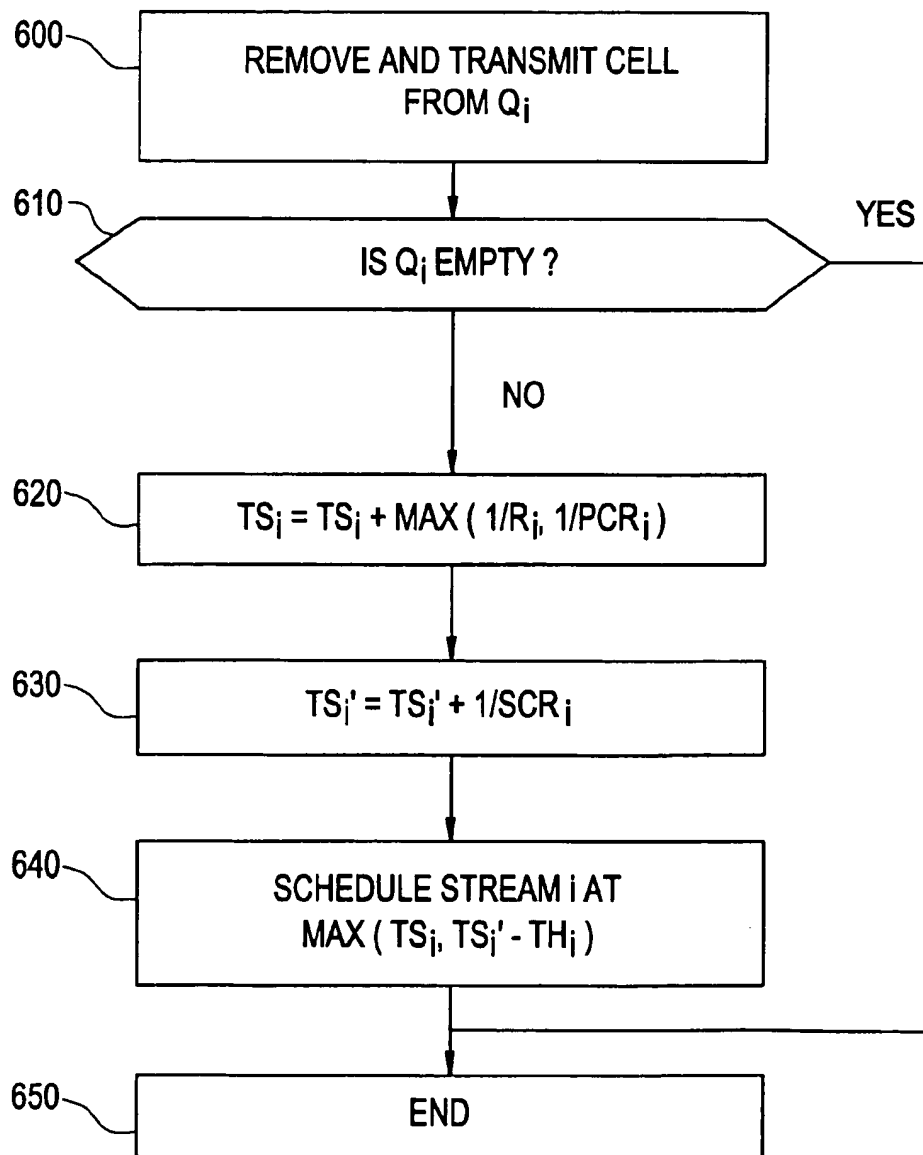 600
REMOVE AND TRANSMIT CELL
FROM Qi
610
YES
IS Qi EMPTY ?
NO
620
TSi = TSi + MAX ( 1/Ri, 1/PCRi )
630
TSi' = TSi' + 1/SCR i
640
SCHEDULE STREAM i AT
MAX ( TSi, TSi' - THi )
650
END